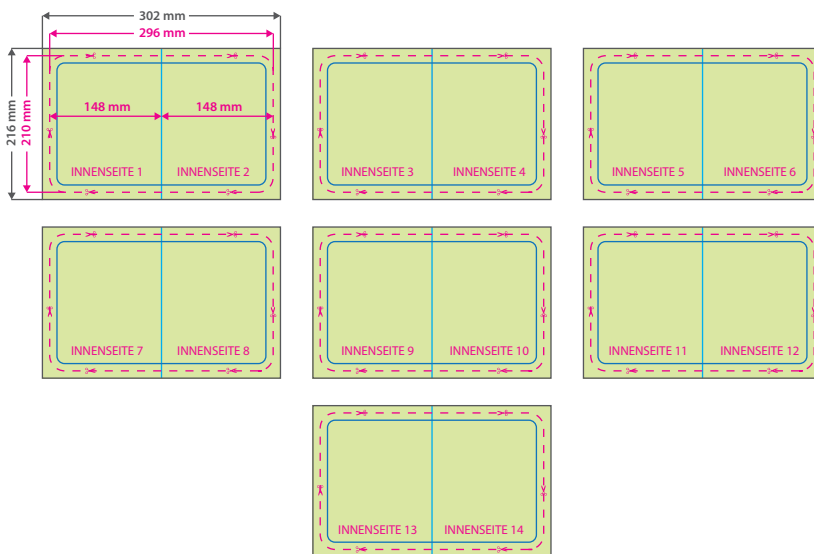 302 mm
296 mm
216 mm
210 mm
148 mm 148 mm
INNENSEITE 1 INNENSEITE 2
INNENSEITE 3 INNENSEITE 4
INNENSEITE 5 INNENSEITE 6
INNENSEITE 7 INNENSEITE 8
INNENSEITE 9 INNENSEITE 10
INNENSEITE 11 INNENSEITE 12
INNENSEITE 13 INNENSEITE 14